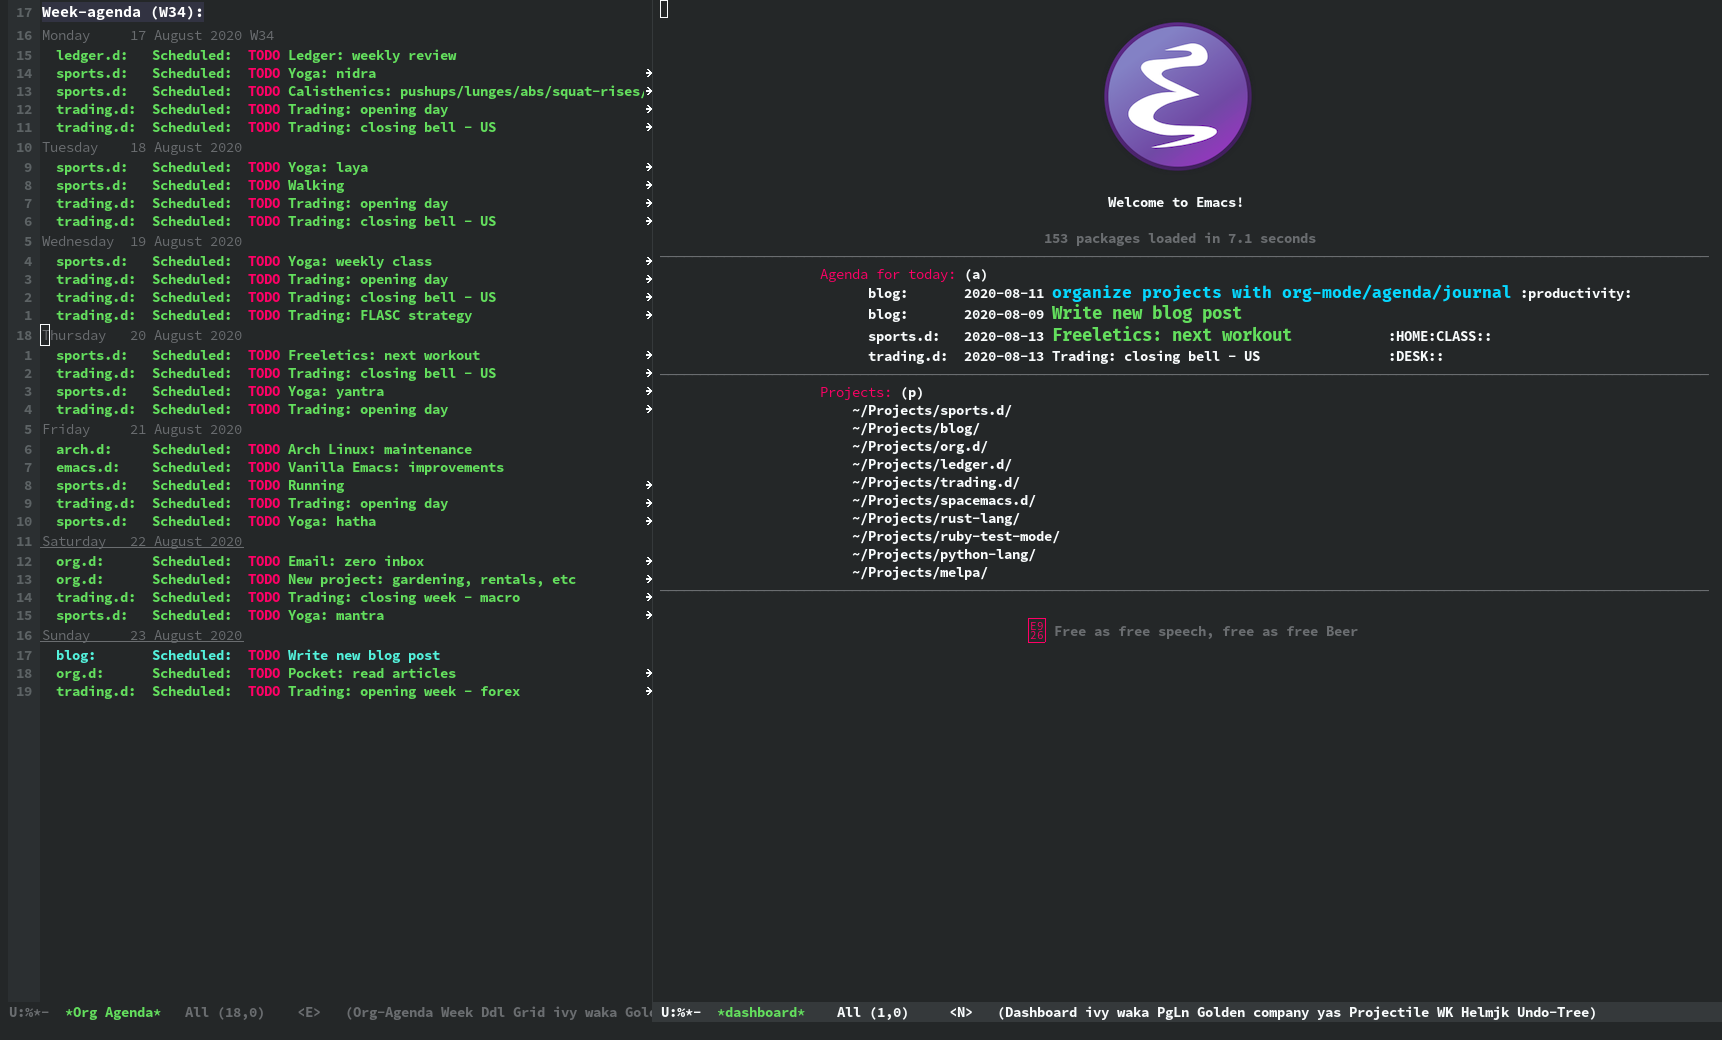 17 Week-agenda (W34):
16 Monday     17 August 2020 W34
15   ledger.d:   Scheduled:  TODO Ledger: weekly review
14   sports.d:   Scheduled:  TODO Yoga: nidra
13   sports.d:   Scheduled:  TODO Calisthenics: pushups/lunges/abs/squat-rises/
12   trading.d:  Scheduled:  TODO Trading: opening day
11   trading.d:  Scheduled:  TODO Trading: closing bell - US
10 Tuesday    18 August 2020
9   sports.d:   Scheduled:  TODO Yoga: laya
8   sports.d:   Scheduled:  TODO Walking
7   trading.d:  Scheduled:  TODO Trading: opening day
6   trading.d:  Scheduled:  TODO Trading: closing bell - US
5 Wednesday  19 August 2020
4   sports.d:   Scheduled:  TODO Yoga: weekly class
3   trading.d:  Scheduled:  TODO Trading: opening day
2   trading.d:  Scheduled:  TODO Trading: closing bell - US
1   trading.d:  Scheduled:  TODO Trading: FLASC strategy
18 Thursday   20 August 2020
1   sports.d:   Scheduled:  TODO Freeletics: next workout
2   trading.d:  Scheduled:  TODO Trading: closing bell - US
3   sports.d:   Scheduled:  TODO Yoga: yantra
4   trading.d:  Scheduled:  TODO Trading: opening day
5 Friday     21 August 2020
6   arch.d:     Scheduled:  TODO Arch Linux: maintenance
7   emacs.d:    Scheduled:  TODO Vanilla Emacs: improvements
8   sports.d:   Scheduled:  TODO Running
9   trading.d:  Scheduled:  TODO Trading: opening day
10   sports.d:   Scheduled:  TODO Yoga: hatha
11 Saturday   22 August 2020
12   org.d:      Scheduled:  TODO Email: zero inbox
13   org.d:      Scheduled:  TODO New project: gardening, rentals, etc
14   trading.d:  Scheduled:  TODO Trading: closing week - macro
15   sports.d:   Scheduled:  TODO Yoga: mantra
16 Sunday     23 August 2020
17   blog:       Scheduled:  TODO Write new blog post
18   org.d:      Scheduled:  TODO Pocket: read articles
19   trading.d:  Scheduled:  TODO Trading: opening week - forex
U:%*-  *Org Agenda*   All (18,0)    <E>   (Org-Agenda Week Ddl Grid ivy waka Gol
Welcome to Emacs!
153 packages loaded in 7.1 seconds
Agenda for today: (a)
blog:       2020-08-11 organize projects with org-mode/agenda/journal :productivity:
blog:       2020-08-09 Write new blog post
sports.d:   2020-08-13 Freeletics: next workout :HOME:CLASS::
trading.d:  2020-08-13 Trading: closing bell - US :DESK::
Projects: (p)
~/Projects/sports.d/
~/Projects/blog/
~/Projects/org.d/
~/Projects/ledger.d/
~/Projects/trading.d/
~/Projects/spacemacs.d/
~/Projects/rust-lang/
~/Projects/ruby-test-mode/
~/Projects/python-lang/
~/Projects/melpa/
E926 Free as free speech, free as free Beer
U:%*-  *dashboard*    All (1,0)     <N>   (Dashboard ivy waka PgLn Golden company yas Projectile WK Helmjk Undo-Tree)